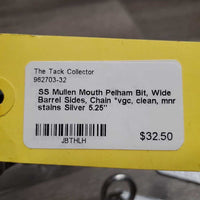 The Tack Collector
962703-32
SS Mullen Mouth Pelham Bit, Wide
Barrel Sides, Chain *vgc, clean, mnr
stains Silver 5.25"
$32.50
JBTHLH